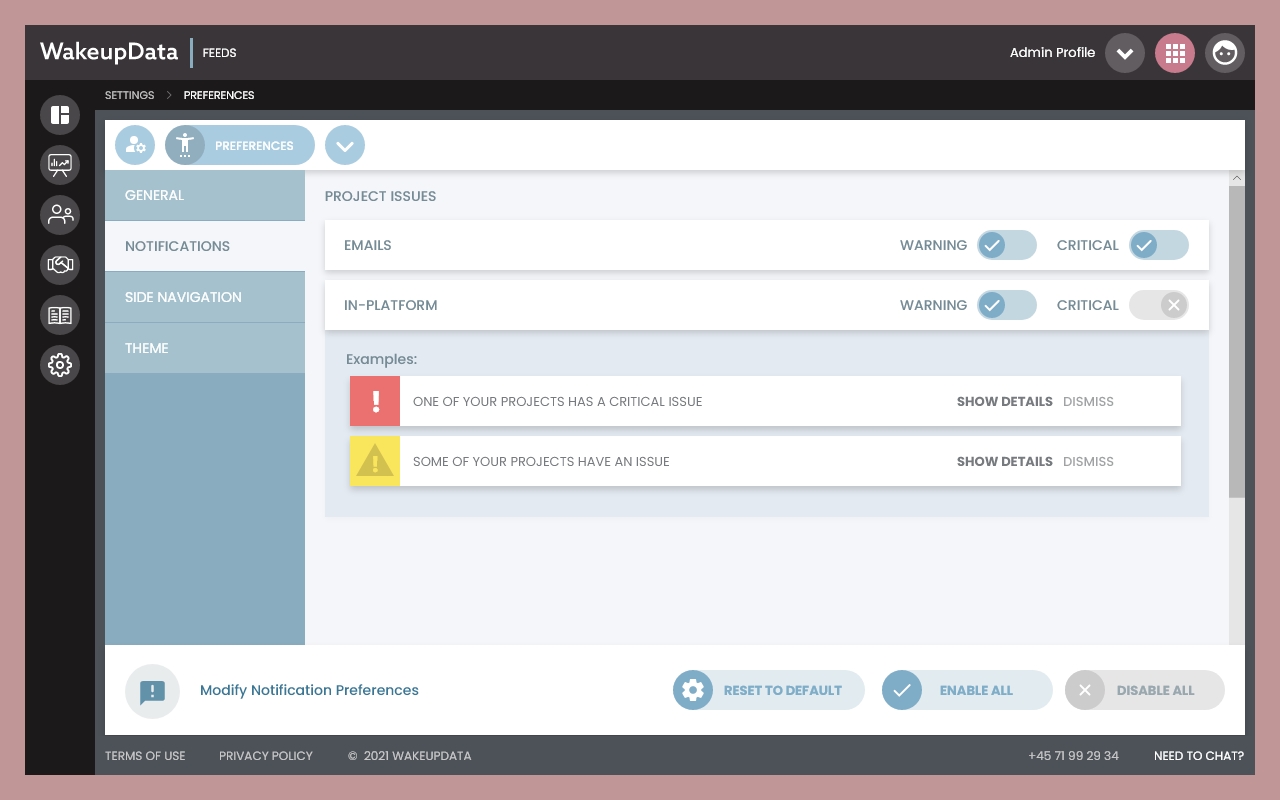 WakeupData FEEDS Admin Profile
SETTINGS PREFERENCES
PREFERENCES
GENERAL
NOTIFICATIONS
SIDE NAVIGATION
THEME
PROJECT ISSUES
EMAILS WARNING CRITICAL
IN-PLATFORM WARNING CRITICAL
Examples:
ONE OF YOUR PROJECTS HAS A CRITICAL ISSUE SHOW DETAILS DISMISS
SOME OF YOUR PROJECTS HAVE AN ISSUE SHOW DETAILS DISMISS
Modify Notification Preferences RESET TO DEFAULT ENABLE ALL DISABLE ALL
TERMS OF USE PRIVACY POLICY © 2021 WAKEUPDATA +45 71 99 29 34 NEED TO CHAT?